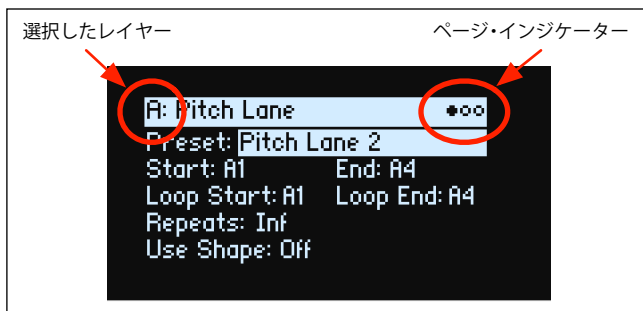 選択したレイヤー
ページ・インジケーター
A: Pitch Lane
Preset: Pitch Lane 2
Start: A1 End: A4
Loop Start: A1 Loop End: A4
Repeats: Inf
Use Shape: Off